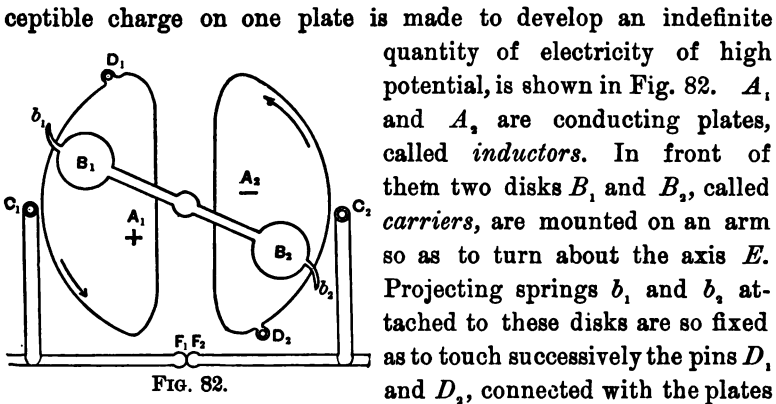 ceptible charge on one plate is made to develop an indefinite
quantity of electricity of high
potential, is shown in Fig. 82. A₁
and A₂ are conducting plates,
called inductors. In front of
them two disks B₁ and B₂, called
carriers, are mounted on an arm
so as to turn about the axis E.
Projecting springs b₁ and b₂ at-
tached to these disks are so fixed
as to touch successively the pins D₁
and D₂, connected with the plates
D₁
b₁
B₁
A₂
−
C₁
A₁
+
C₂
B₂
b₂
D₂
F₁ F₂
FIG. 82.